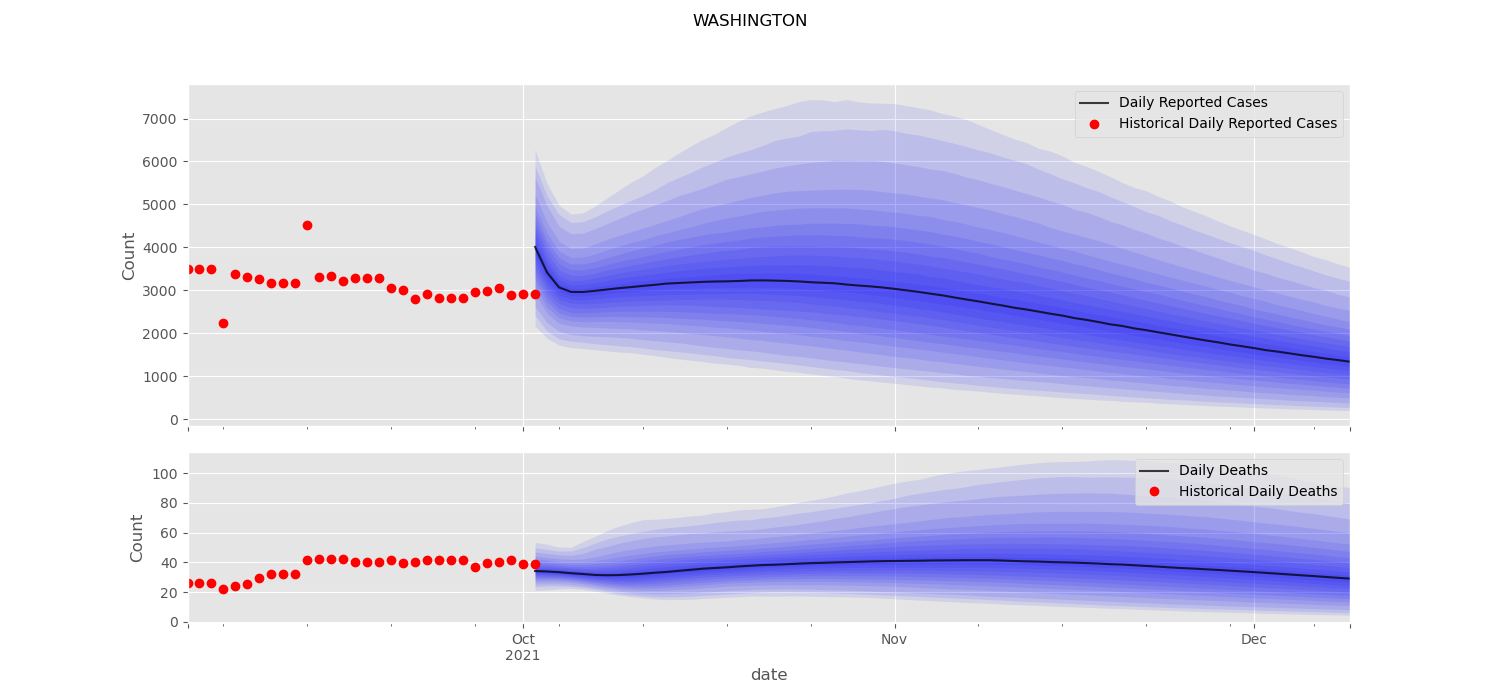 WASHINGTON
7000
6000
5000
4000
3000
2000
1000
0
Count
Daily Reported Cases
Historical Daily Reported Cases
100
80
60
40
20
0
Count
Daily Deaths
Historical Daily Deaths
Oct
2021
Nov
Dec
date